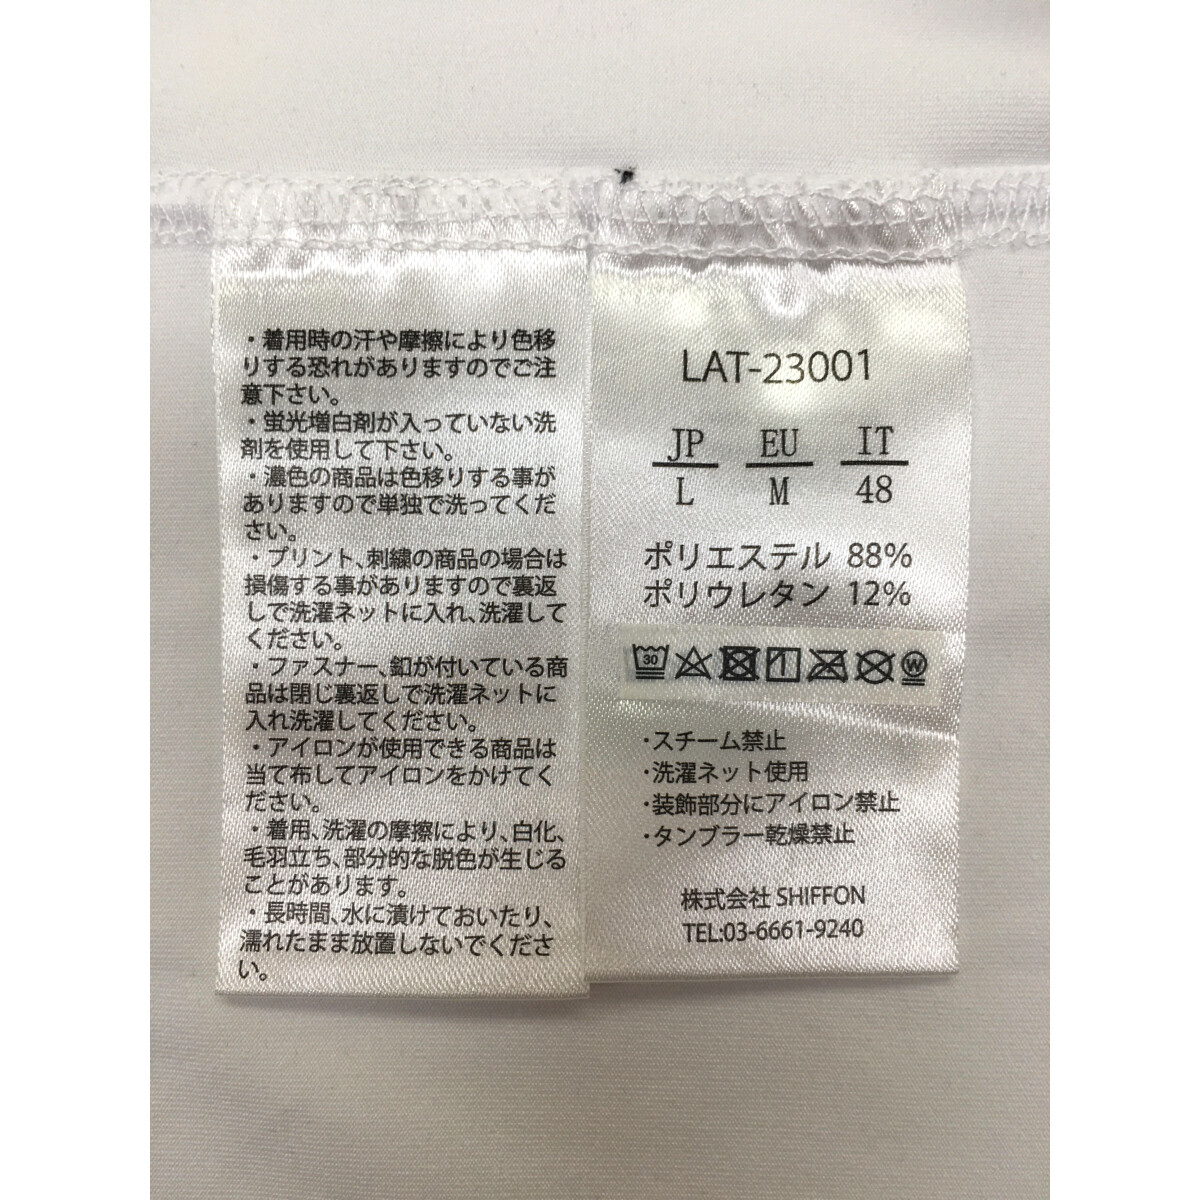 ・着用時の汗や摩擦により色移
りする恐れがありますのでご注
意下さい。
・蛍光増白剤が入っていない洗
剤を使用して下さい。
・濃色の商品は色移りする事が
ありますので単独で洗ってくだ
さい。
・プリント、刺繍の商品の場合は
損傷する事がありますので裏返
しで洗濯ネットに入れ、洗濯して
ください。
・ファスナー、釦が付いている商
品は閉じ裏返しで洗濯ネットに
入れ洗濯してください。
・アイロンが使用できる商品は
当て布してアイロンをかけてく
ださい。
・着用、洗濯の摩擦により、白化、
毛羽立ち、部分的な脱色が生じる
ことがあります。
・長時間、水に漬けておいたり、
濡れたまま放置しないでくださ
い。
LAT-23001
JP EU IT
L M 48
ポリエステル 88%
ポリウレタン 12%
30 W
・スチーム禁止
・洗濯ネット使用
・装飾部分にアイロン禁止
・タンブラー乾燥禁止
株式会社 SHIFFON
TEL:03-6661-9240